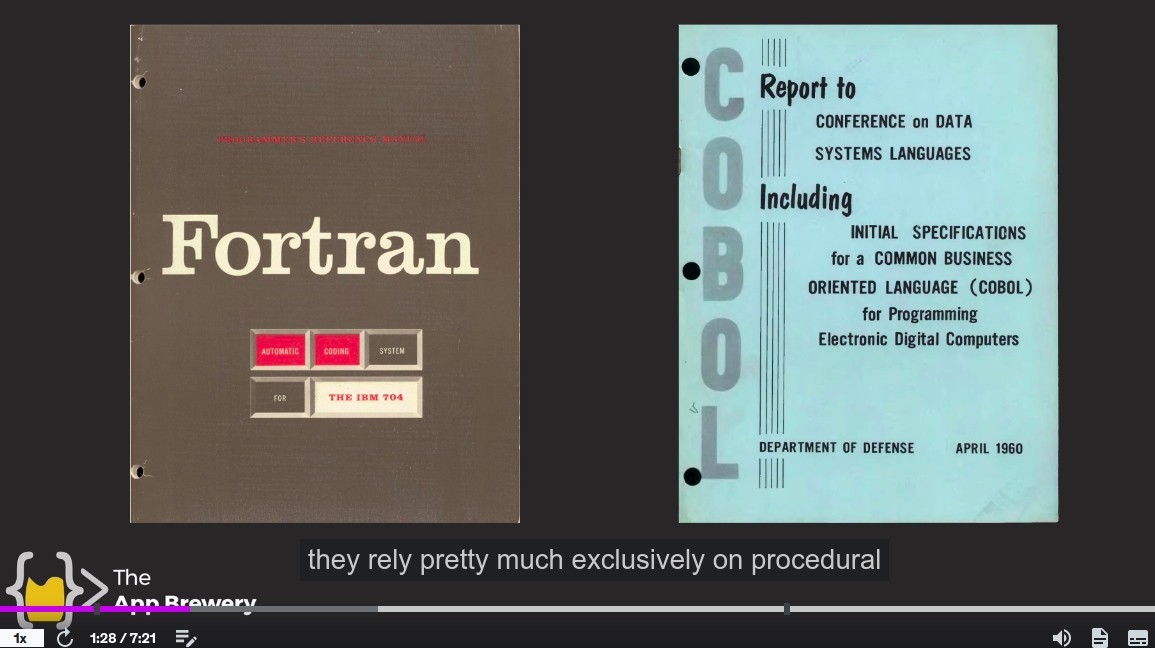 PROGRAMMER'S REFERENCE MANUAL
Fortran
AUTOMATIC CODING SYSTEM
FOR THE IBM 704
COBOL
Report to
CONFERENCE on DATA
SYSTEMS LANGUAGES
Including
INITIAL SPECIFICATIONS
for a COMMON BUSINESS
ORIENTED LANGUAGE (COBOL)
for Programming
Electronic Digital Computers
DEPARTMENT OF DEFENSE APRIL 1960
they rely pretty much exclusively on procedural
The
App Brewery
1x 1:28 / 7:21